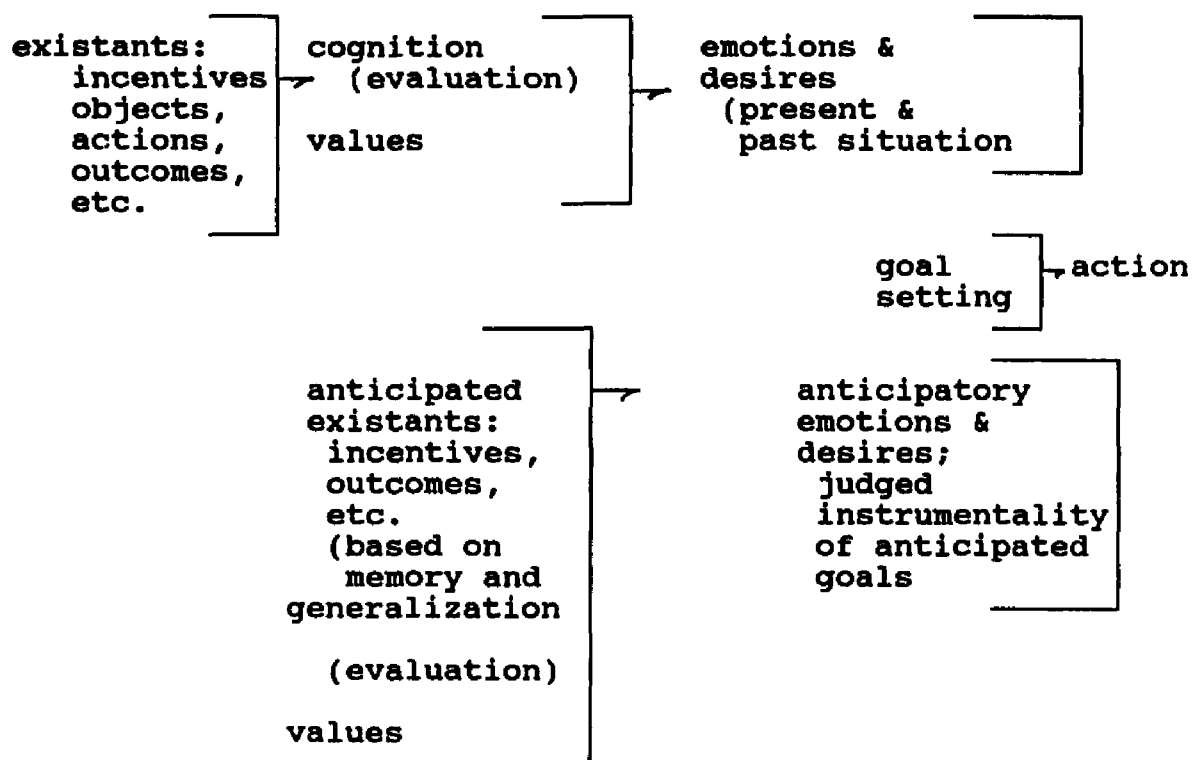 existants:
incentives
objects,
actions,
outcomes,
etc.
cognition
(evaluation)
values
emotions &
desires
(present &
past situation
goal
setting
action
anticipated
existants:
incentives,
outcomes,
etc.
(based on
memory and
generalization
(evaluation)
values
anticipatory
emotions &
desires;
judged
instrumentality
of anticipated
goals